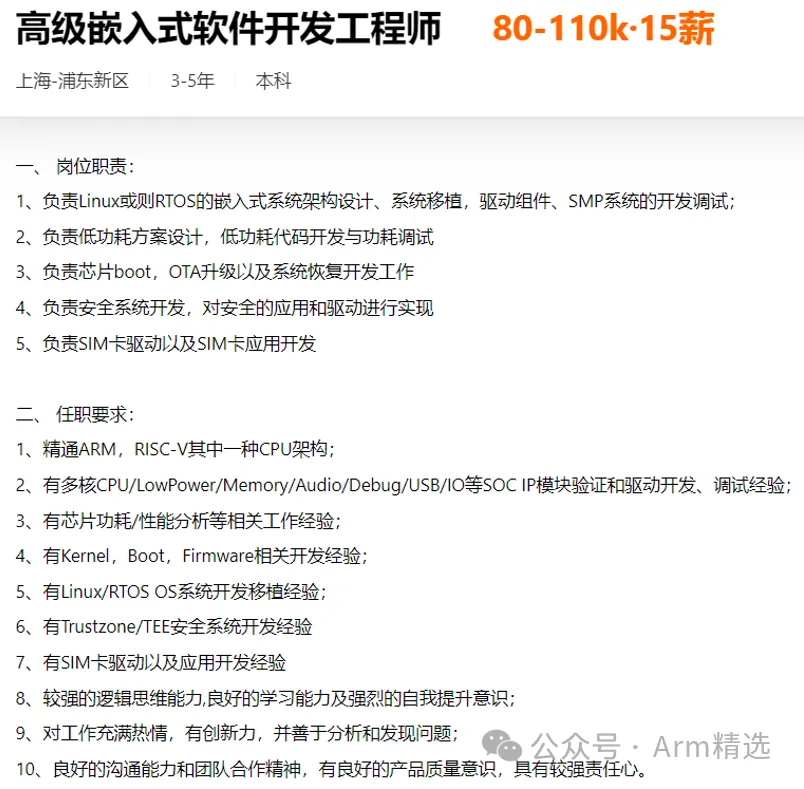 高级嵌入式软件开发工程师 80-110k·15薪
上海-浦东新区 3-5年 本科
一、 岗位职责：
1、负责Linux或则RTOS的嵌入式系统架构设计、系统移植，驱动组件、SMP系统的开发调试；
2、负责低功耗方案设计，低功耗代码开发与功耗调试
3、负责芯片boot，OTA升级以及系统恢复开发工作
4、负责安全系统开发，对安全的应用和驱动进行实现
5、负责SIM卡驱动以及SIM卡应用开发
二、 任职要求：
1、精通ARM，RISC-V其中一种CPU架构；
2、有多核CPU/LowPower/Memory/Audio/Debug/USB/IO等SOC IP模块验证和驱动开发、调试经验；
3、有芯片功耗/性能分析等相关工作经验；
4、有Kernel，Boot，Firmware相关开发经验；
5、有Linux/RTOS OS系统开发移植经验；
6、有Trustzone/TEE安全系统开发经验
7、有SIM卡驱动以及应用开发经验
8、较强的逻辑思维能力,良好的学习能力及强烈的自我提升意识；
9、对工作充满热情，有创新力，并善于分析和发现问题；
公众号 · Arm精选
10、良好的沟通能力和团队合作精神，有良好的产品质量意识，具有较强责任心。